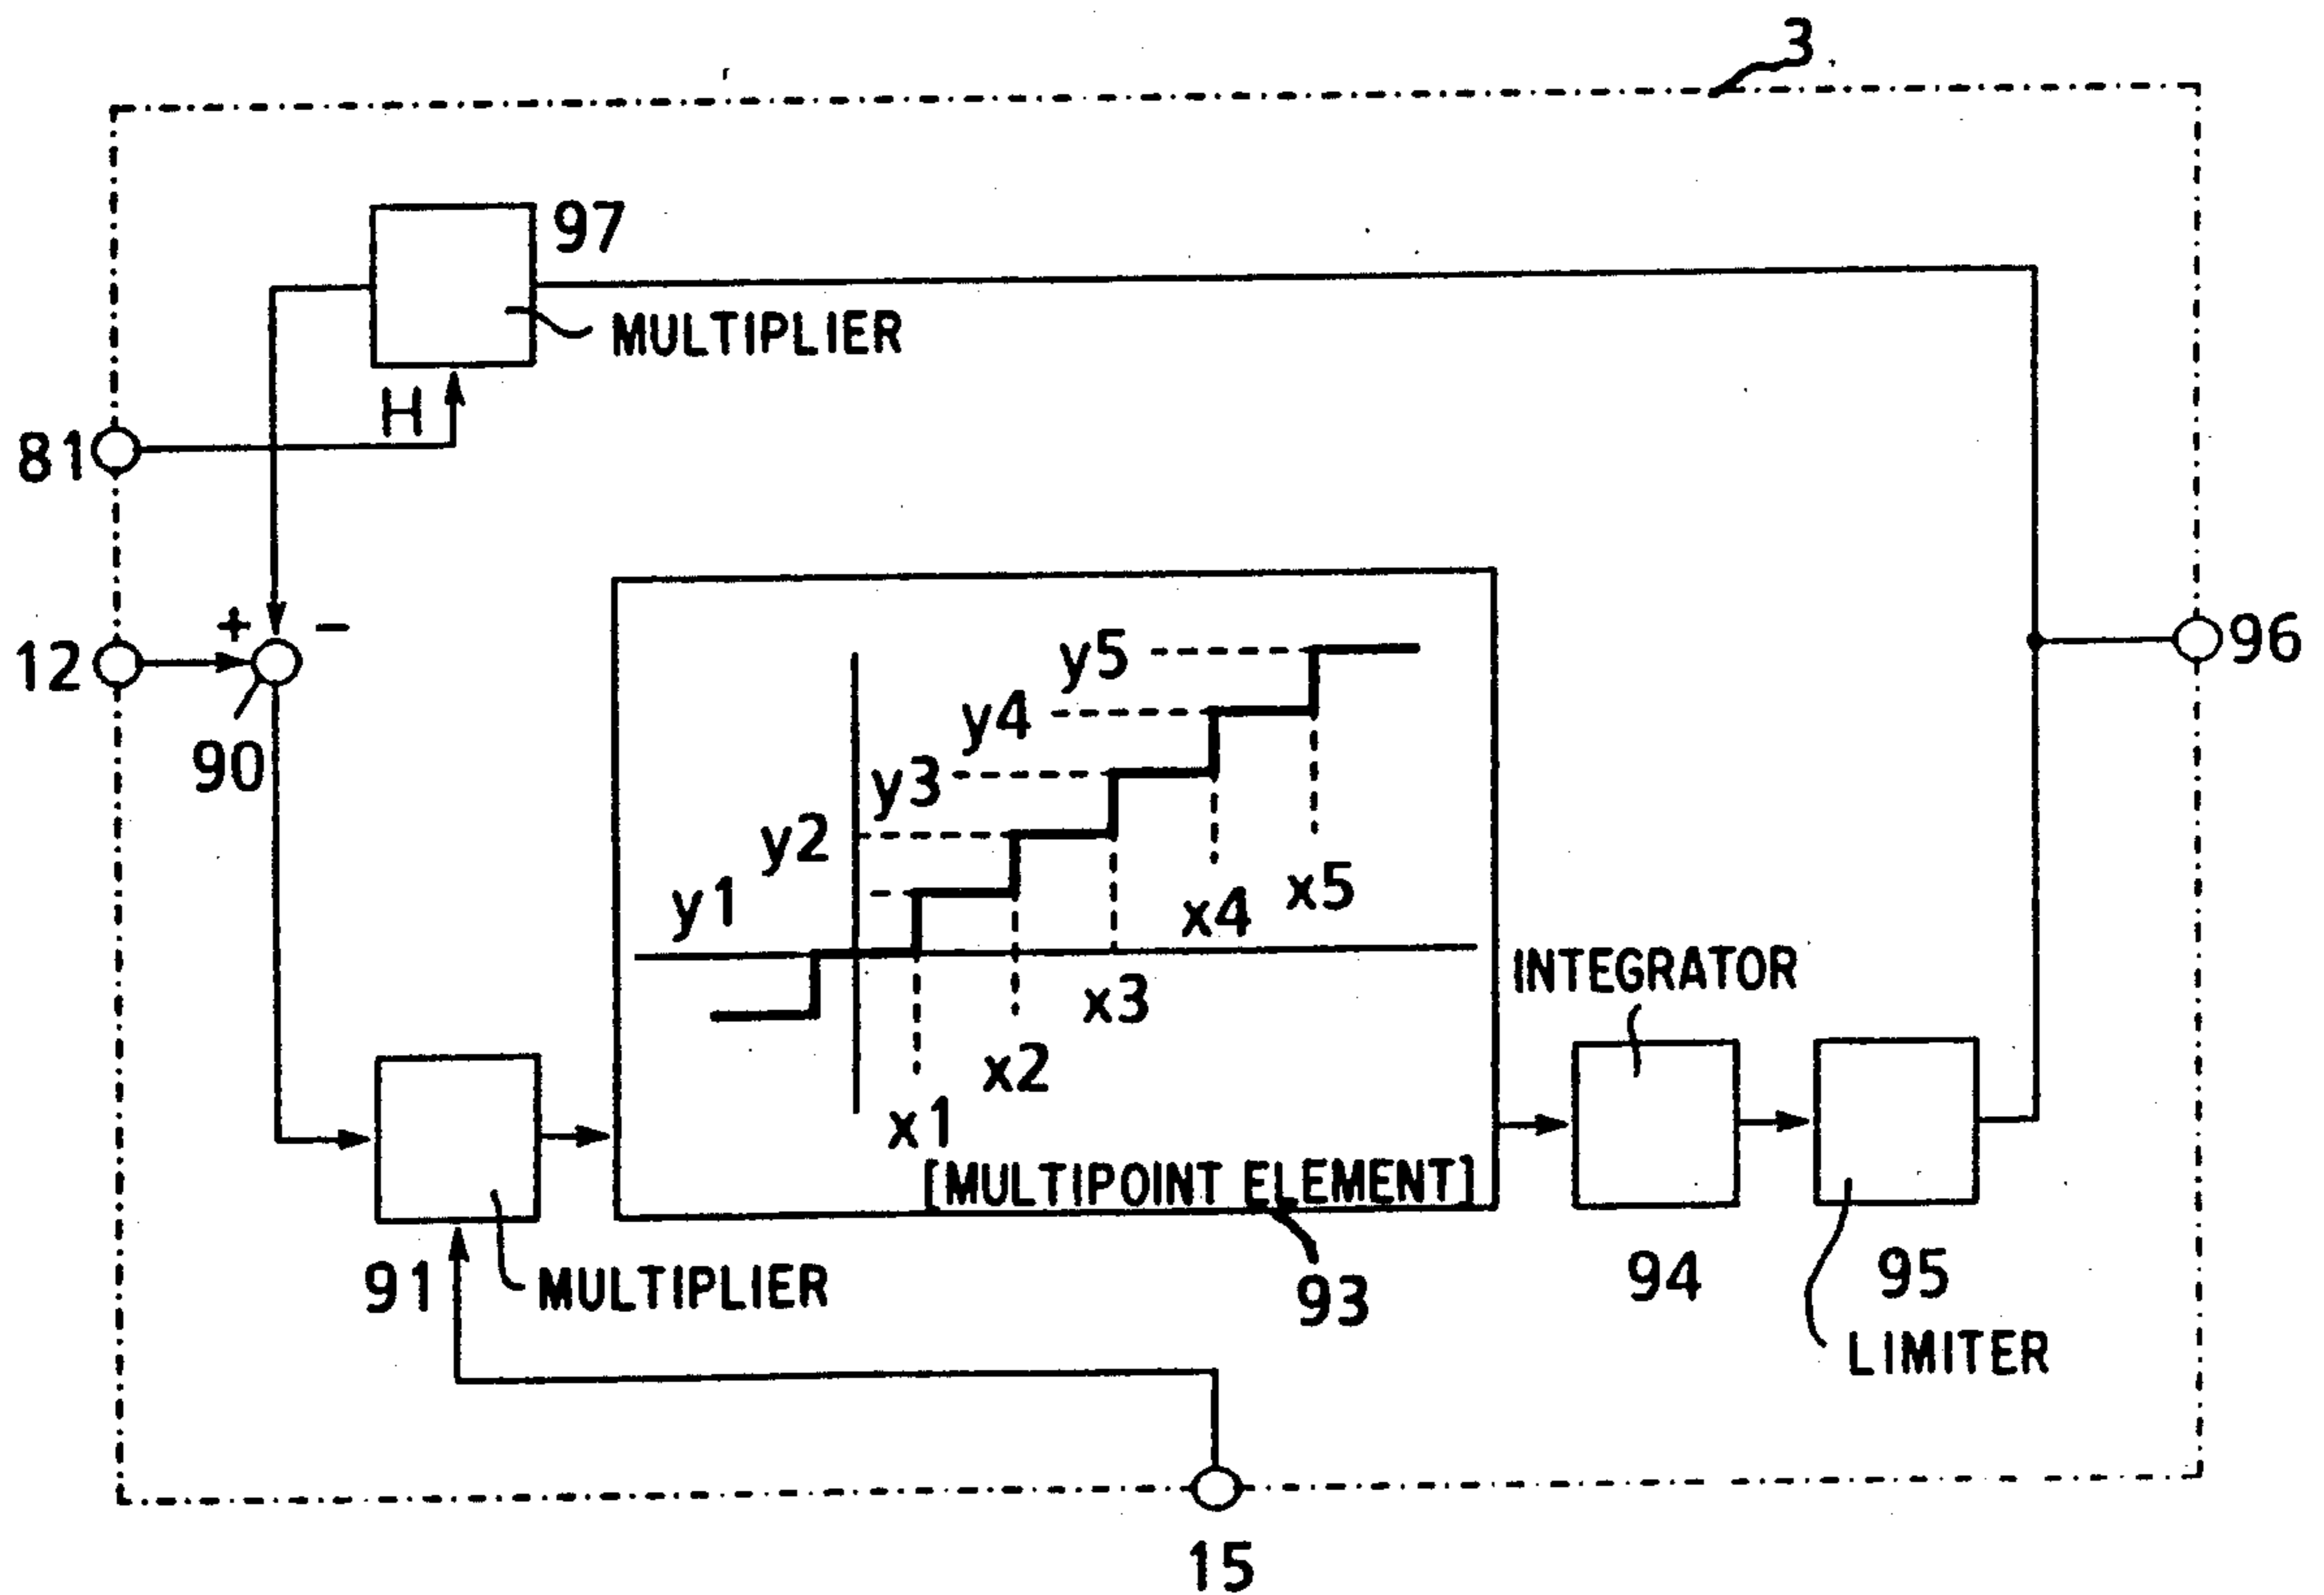 3
97
MULTIPLIER
H
81
+ -
12
96
90
y5
y4
y3
y2
y1
x5
x4
x3
x2
x1
INTEGRATOR
[MULTIPOINT ELEMENT]
91
MULTIPLIER
93
94
95
LIMITER
15